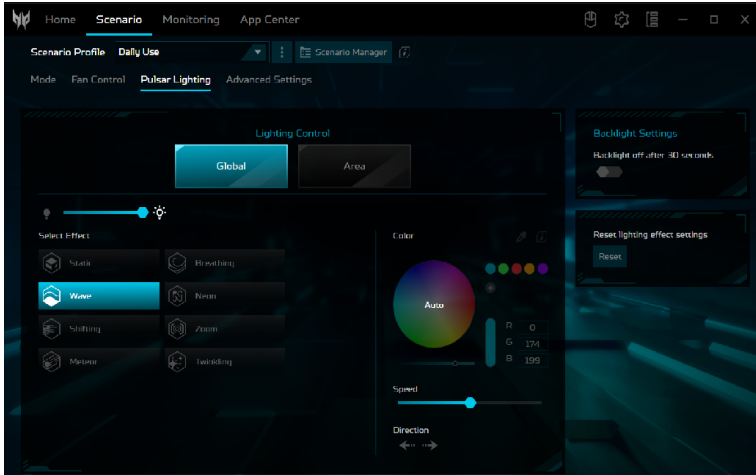 Home Scenario Monitoring App Center
Scenario Profile Daily Use Scenario Manager
Mode Fan Control Pulsar Lighting Advanced Settings
Lighting Control
Global Area
Select Effect
Static Breathing
Wave Neon
Shifting Zoom
Meteor Twinkling
Color
Auto
R 0
G 174
B 199
Speed
Direction
Backlight Settings
Backlight off after 30 seconds
Reset lighting effect settings
Reset